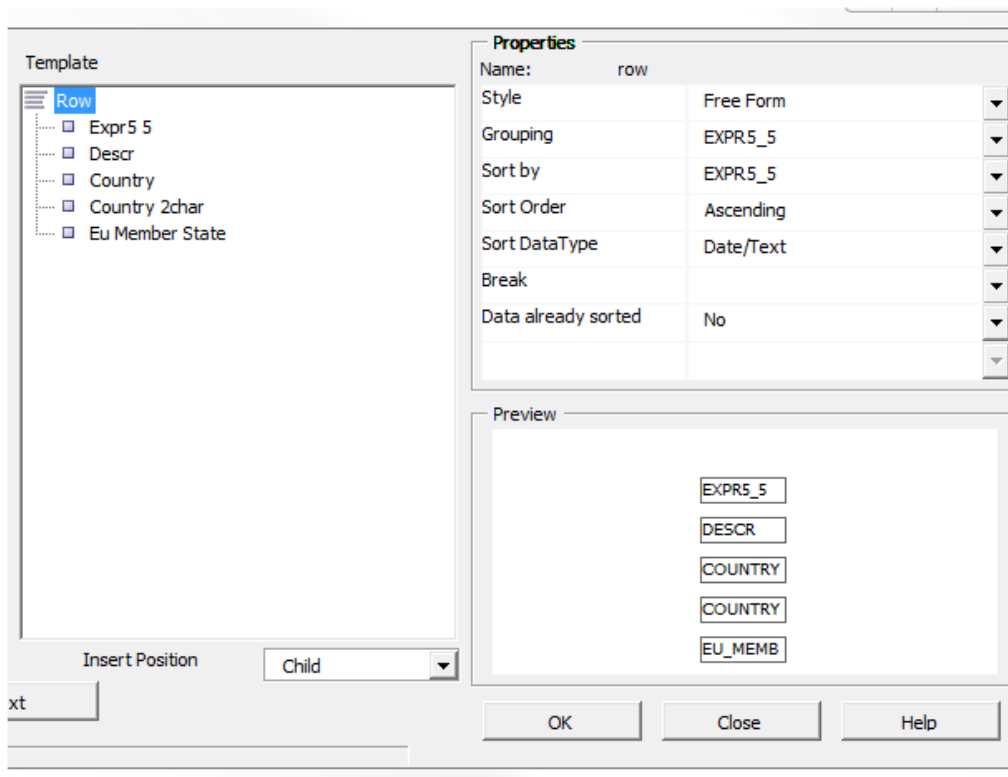 Template
Row
Expr5 5
Descr
Country
Country 2char
Eu Member State
Insert Position Child
xt
Properties
Name: row
Style Free Form
Grouping EXPR5_5
Sort by EXPR5_5
Sort Order Ascending
Sort DataType Date/Text
Break
Data already sorted No
Preview
EXPR5_5
DESCR
COUNTRY
COUNTRY
EU_MEMB
OK Close Help